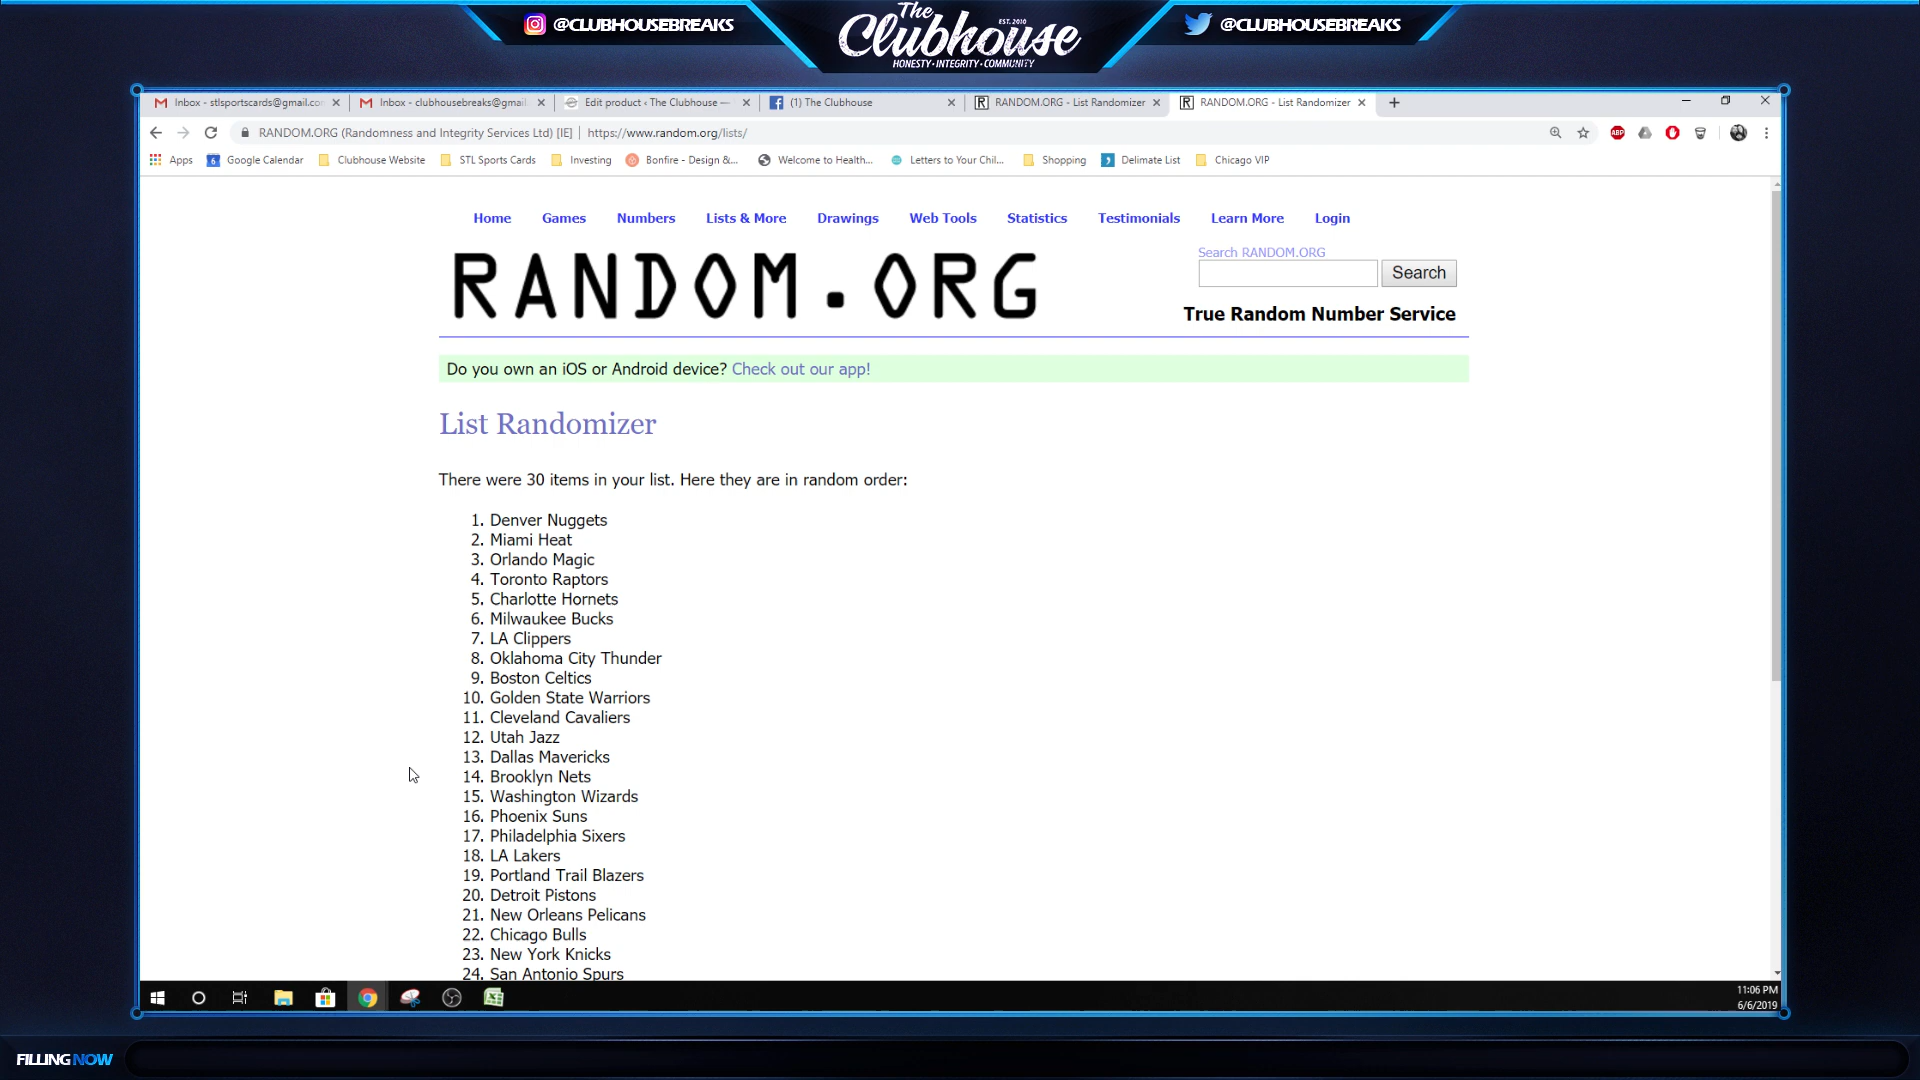 @CLUBHOUSEBREAKS
The Clubhouse
EST. 2010
HONESTY • INTEGRITY • COMMUNITY
@CLUBHOUSEBREAKS
Inbox - stlsportscards@gmail.co
Inbox - clubhousebreaks@gmail.
Edit product ‹ The Clubhouse —
(1) The Clubhouse
RANDOM.ORG - List Randomizer
RANDOM.ORG - List Randomizer
RANDOM.ORG (Randomness and Integrity Services Ltd) [IE] | https://www.random.org/lists/
ABP
Apps
6
Google Calendar
Clubhouse Website
STL Sports Cards
Investing
Bonfire - Design &...
Welcome to Health...
Letters to Your Chil...
Shopping
Delimate List
Chicago VIP
Home
Games
Numbers
Lists & More
Drawings
Web Tools
Statistics
Testimonials
Learn More
Login
RANDOM.ORG
Search RANDOM.ORG
Search
True Random Number Service
Do you own an iOS or Android device? Check out our app!
List Randomizer
There were 30 items in your list. Here they are in random order:
1. Denver Nuggets
2. Miami Heat
3. Orlando Magic
4. Toronto Raptors
5. Charlotte Hornets
6. Milwaukee Bucks
7. LA Clippers
8. Oklahoma City Thunder
9. Boston Celtics
10. Golden State Warriors
11. Cleveland Cavaliers
12. Utah Jazz
13. Dallas Mavericks
14. Brooklyn Nets
15. Washington Wizards
16. Phoenix Suns
17. Philadelphia Sixers
18. LA Lakers
19. Portland Trail Blazers
20. Detroit Pistons
21. New Orleans Pelicans
22. Chicago Bulls
23. New York Knicks
24. San Antonio Spurs
11:06 PM
6/6/2019
FILLING NOW